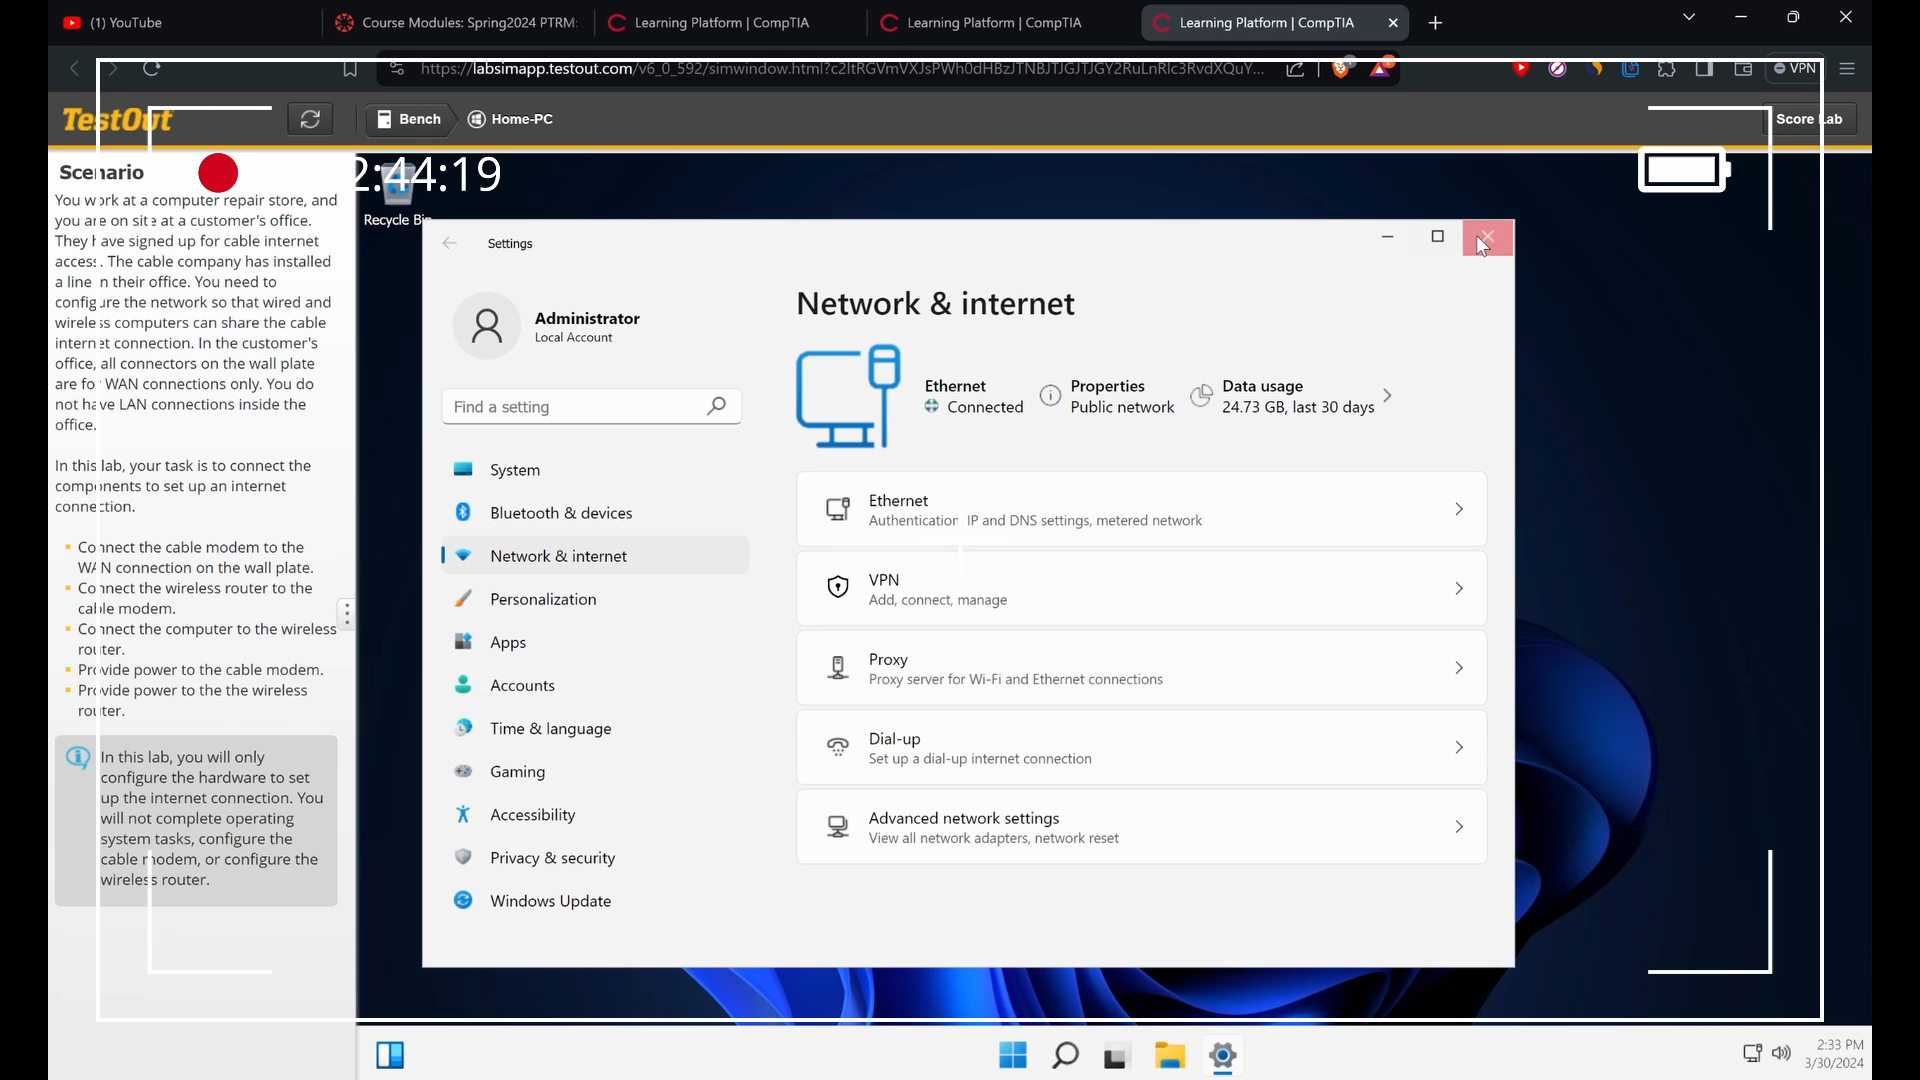 (1) YouTube
Course Modules: Spring2024 PTRM:
Learning Platform | CompTIA
Learning Platform | CompTIA
Learning Platform | CompTIA
https://labsimapp.testout.com/v6_0_592/simwindow.html?c2ltRGVmVXJsPWh0dHBzJTNBJTJGJTJGY2RuLnRlc3RvdXQuY...
VPN
TestOut
Bench
Home-PC
Score Lab
Scenario
2:44:19
You work at a computer repair store, and
you are on site at a customer's office.
They have signed up for cable internet
access. The cable company has installed
a line in their office. You need to
configure the network so that wired and
wireless computers can share the cable
internet connection. In the customer's
office, all connectors on the wall plate
are for WAN connections only. You do
not have LAN connections inside the
office.
In this lab, your task is to connect the
components to set up an internet
connection.
Connect the cable modem to the
WAN connection on the wall plate.
Connect the wireless router to the
cable modem.
Connect the computer to the wireless
router.
Provide power to the cable modem.
Provide power to the the wireless
router.
In this lab, you will only
configure the hardware to set
up the internet connection. You
will not complete operating
system tasks, configure the
cable modem, or configure the
wireless router.
Recycle Bin
Settings
Administrator
Local Account
Find a setting
System
Bluetooth & devices
Network & internet
Personalization
Apps
Accounts
Time & language
Gaming
Accessibility
Privacy & security
Windows Update
Network & internet
Ethernet
Connected
Properties
Public network
Data usage
24.73 GB, last 30 days
Ethernet
Authentication, IP and DNS settings, metered network
VPN
Add, connect, manage
Proxy
Proxy server for Wi-Fi and Ethernet connections
Dial-up
Set up a dial-up internet connection
Advanced network settings
View all network adapters, network reset
2:33 PM
3/30/2024